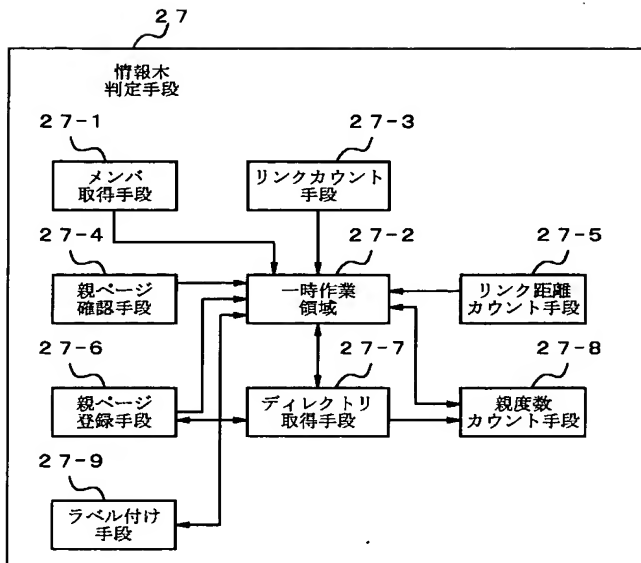 27
情報木
判定手段
27-1
27-3
メンバ
取得手段
リンクカウント
手段
27-4
27-2
27-5
親ページ
確認手段
一時作業
領域
リンク距離
カウント手段
27-6
27-7
27-8
親ページ
登録手段
ディレクトリ
取得手段
親度数
カウント手段
27-9
ラベル付け
手段